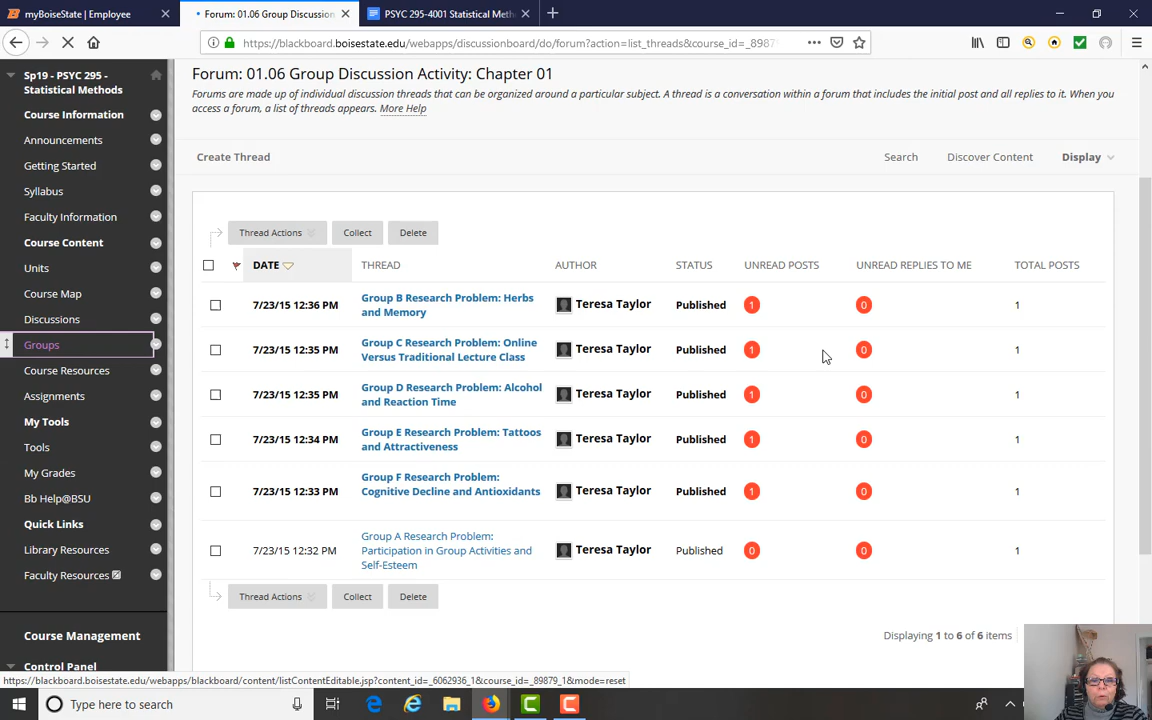 myBoiseState | Employee
Forum: 01.06 Group Discussion
PSYC 295-4001 Statistical Meth
https://blackboard.boisestate.edu/webapps/discussionboard/do/forum?action=list_threads&course_id=_8979
Sp19 - PSYC 295 -
Statistical Methods
Course Information
Announcements
Getting Started
Syllabus
Faculty Information
Course Content
Units
Course Map
Discussions
Groups
Course Resources
Assignments
My Tools
Tools
My Grades
Bb Help@BSU
Quick Links
Library Resources
Faculty Resources
Course Management
Control Panel
Forum: 01.06 Group Discussion Activity: Chapter 01
Forums are made up of individual discussion threads that can be organized around a particular subject. A thread is a conversation within a forum that includes the initial post and all replies to it. When you
access a forum, a list of threads appears. More Help
Create Thread Search Discover Content Display
Thread Actions Collect Delete
DATE THREAD AUTHOR STATUS UNREAD POSTS UNREAD REPLIES TO ME TOTAL POSTS
7/23/15 12:36 PM Group B Research Problem: Herbs Teresa Taylor Published 1 0 1
and Memory
7/23/15 12:35 PM Group C Research Problem: Online Teresa Taylor Published 1 0 1
Versus Traditional Lecture Class
7/23/15 12:35 PM Group D Research Problem: Alcohol Teresa Taylor Published 1 0 1
and Reaction Time
7/23/15 12:34 PM Group E Research Problem: Tattoos Teresa Taylor Published 1 0 1
and Attractiveness
Group F Research Problem:
7/23/15 12:33 PM Cognitive Decline and Antioxidants Teresa Taylor Published 1 0 1
Group A Research Problem:
7/23/15 12:32 PM Participation in Group Activities and Teresa Taylor Published 0 0 1
Self-Esteem
Thread Actions Collect Delete
Displaying 1 to 6 of 6 items
https://blackboard.boisestate.edu/webapps/blackboard/content/listContentEditable.jsp?content_id=_6062936_1&course_id=_89879_1&mode=reset
Type here to search